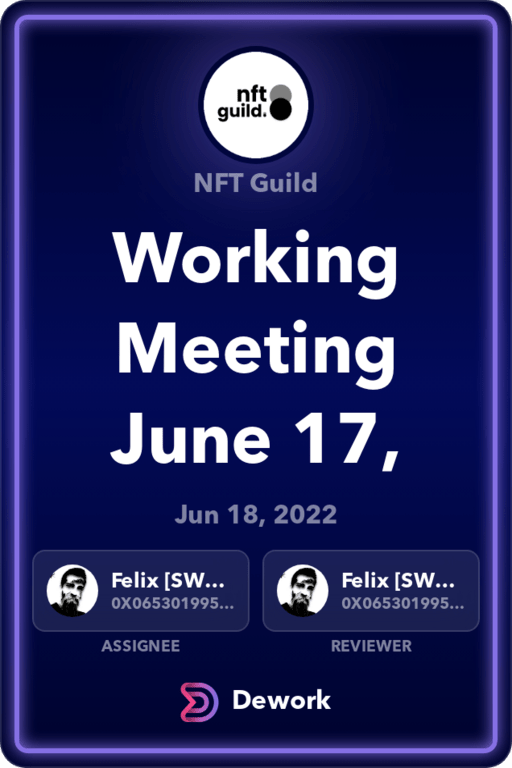 nft
guild.
NFT Guild
Working
Meeting
June 17,
Jun 18, 2022
Felix [SW...
0X065301995...
Felix [SW...
0X065301995...
ASSIGNEE
REVIEWER
Dework